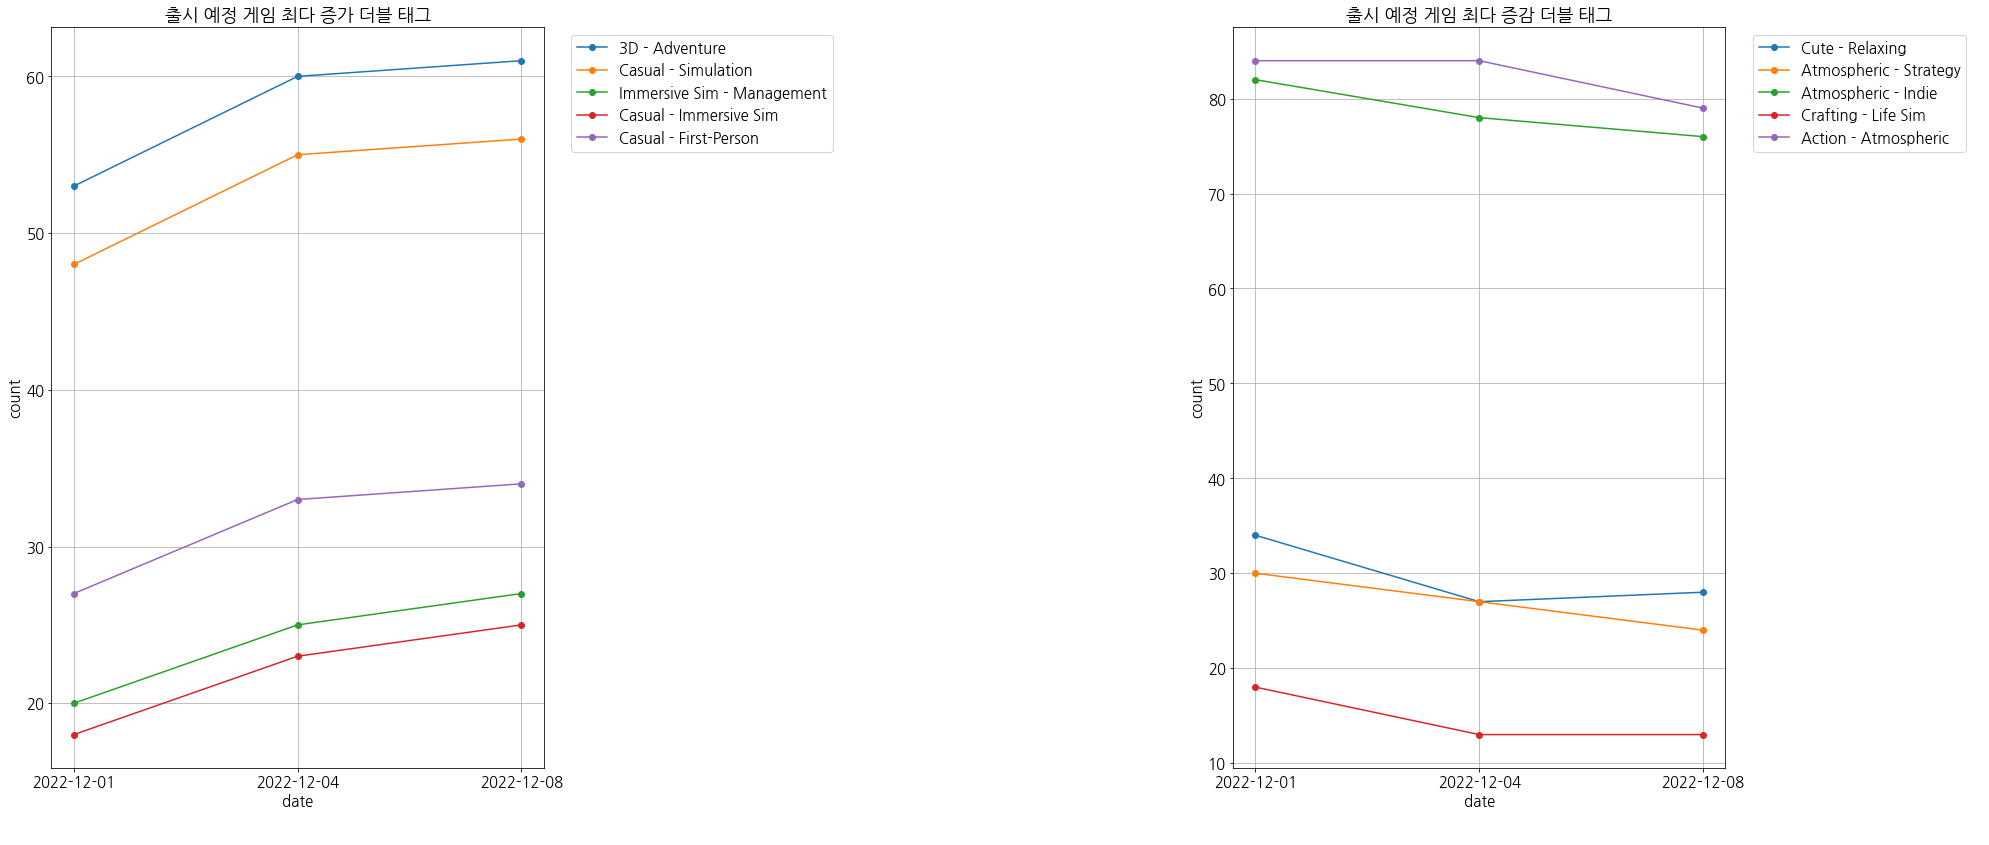 출시 예정 게임 최다 증가 더블 태그
60
50
40
30
20
count
2022-12-01
2022-12-04
2022-12-08
date
3D - Adventure
Casual - Simulation
Immersive Sim - Management
Casual - Immersive Sim
Casual - First-Person
출시 예정 게임 최다 증감 더블 태그
80
70
60
50
40
30
20
10
count
2022-12-01
2022-12-04
2022-12-08
date
Cute - Relaxing
Atmospheric - Strategy
Atmospheric - Indie
Crafting - Life Sim
Action - Atmospheric